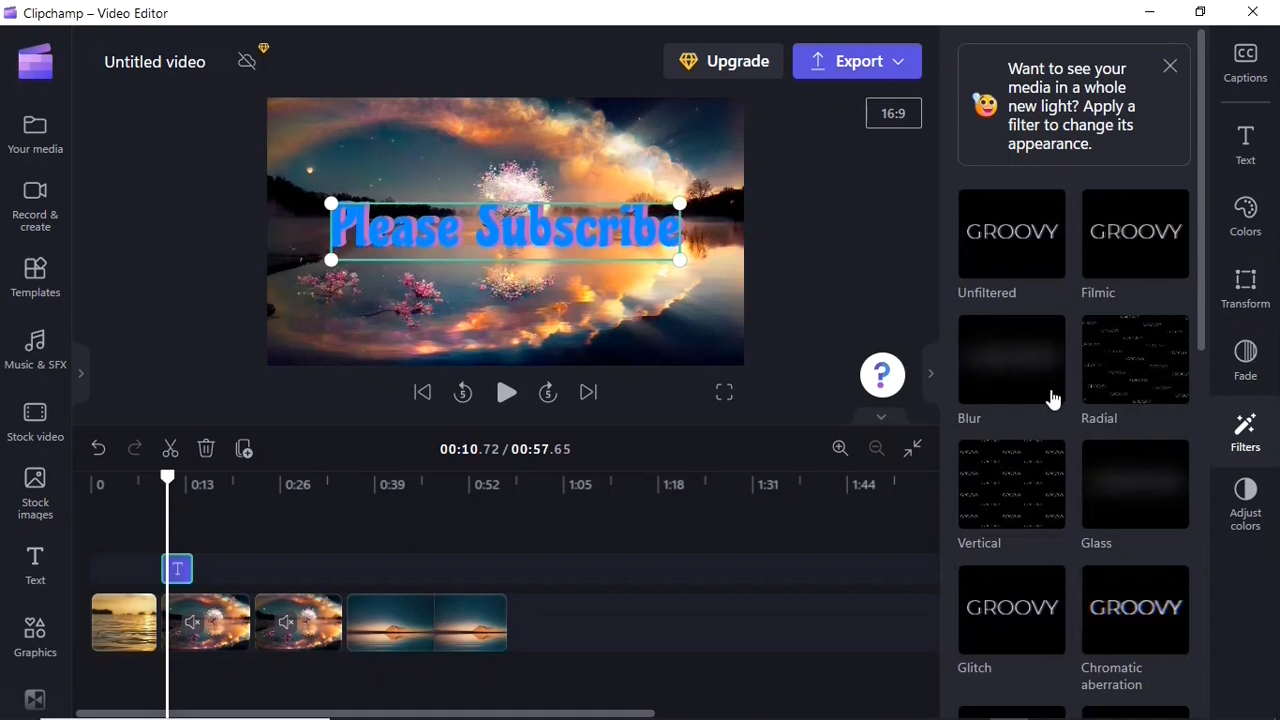 Clipchamp – Video Editor
Untitled video
Upgrade
Export
16:9
Your media
Record &
create
Templates
Music & SFX
Stock video
Stock
images
Text
Graphics
Please Subscribe
?
5
5
00:10.72 / 00:57.65
0
0:13
0:26
0:39
0:52
1:05
1:18
1:31
1:44
T
Want to see your
media in a whole
new light? Apply a
filter to change its
appearance.
GROOVY
GROOVY
Unfiltered
Filmic
Blur
Radial
Vertical
Glass
GROOVY
GROOVY
Glitch
Chromatic
aberration
Captions
Text
Colors
Transform
Fade
Filters
Adjust
colors